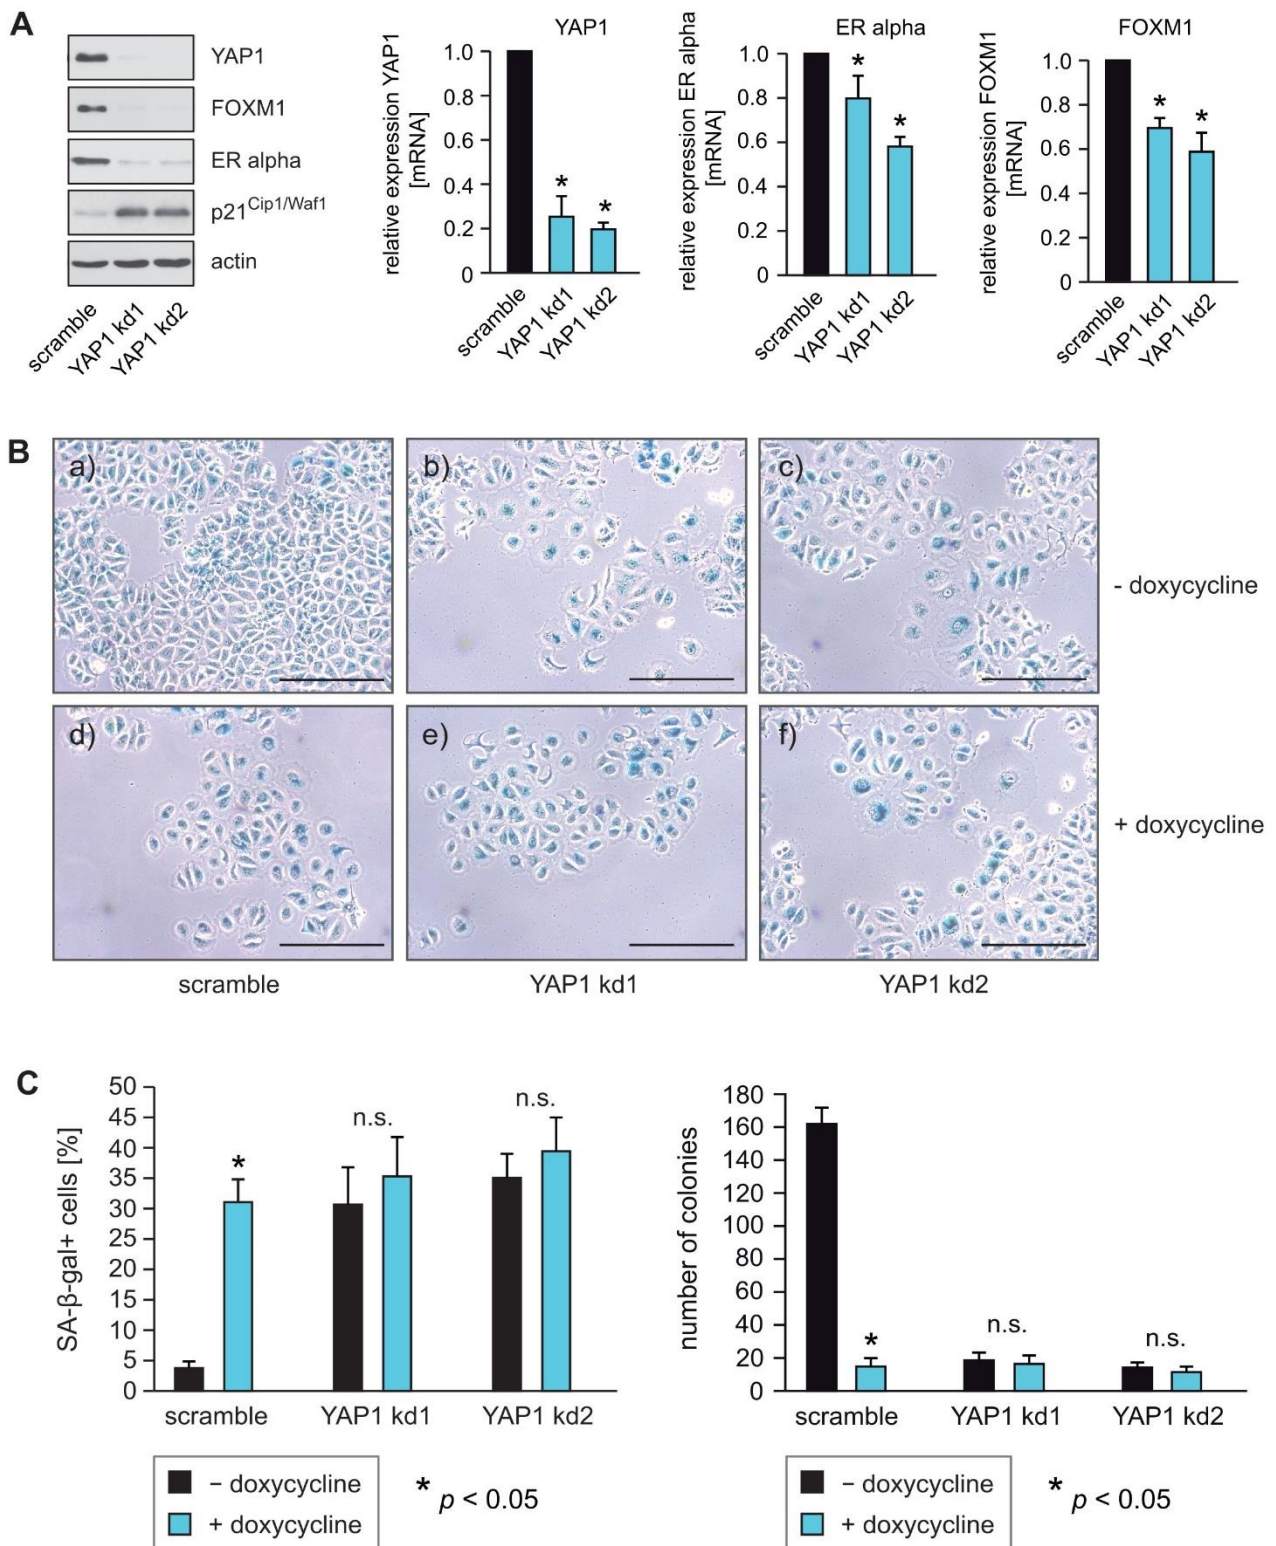 A
YAP1
FOXM1
ER alpha
p21Cip1/Waf1
actin
scramble
YAP1 kd1
YAP1 kd2
YAP1
relative expression YAP1
[mRNA]
1.0
0.8
0.6
0.4
0.2
0
*
*
scramble
YAP1 kd1
YAP1 kd2
ER alpha
relative expression ER alpha
[mRNA]
1.0
0.8
0.6
0.4
0.2
0
*
*
scramble
YAP1 kd1
YAP1 kd2
FOXM1
relative expression FOXM1
[mRNA]
1.0
0.8
0.6
0.4
0.2
0
*
*
scramble
YAP1 kd1
YAP1 kd2
B
a)
b)
c)
- doxycycline
d)
e)
f)
+ doxycycline
scramble
YAP1 kd1
YAP1 kd2
C
SA-β-gal+ cells [%]
50
45
40
35
30
25
20
15
10
5
0
*
n.s.
n.s.
scramble
YAP1 kd1
YAP1 kd2
− doxycycline
+ doxycycline
* p < 0.05
number of colonies
180
160
140
160
100
80
60
40
20
0
*
n.s.
n.s.
scramble
YAP1 kd1
YAP1 kd2
− doxycycline
+ doxycycline
* p < 0.05